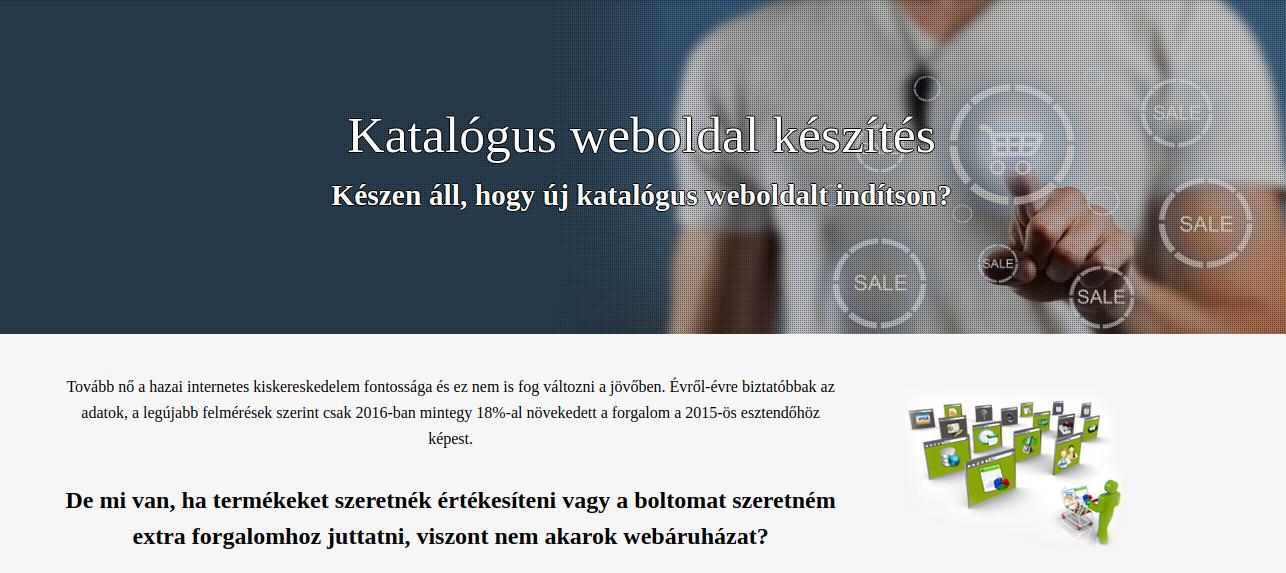 Katalógus weboldal készítés
Készen áll, hogy új katalógus weboldalt indítson?
SALE
SALE
SALE
SALE
SALE
Tovább nő a hazai internetes kiskereskedelem fontossága és ez nem is fog változni a jövőben. Évről-évre biztatóbbak az
adatok, a legújabb felmérések szerint csak 2016-ban mintegy 18%-al növekedett a forgalom a 2015-ös esztendőhöz
képest.
De mi van, ha termékeket szeretnék értékesíteni vagy a boltomat szeretném
extra forgalomhoz juttatni, viszont nem akarok webáruházat?